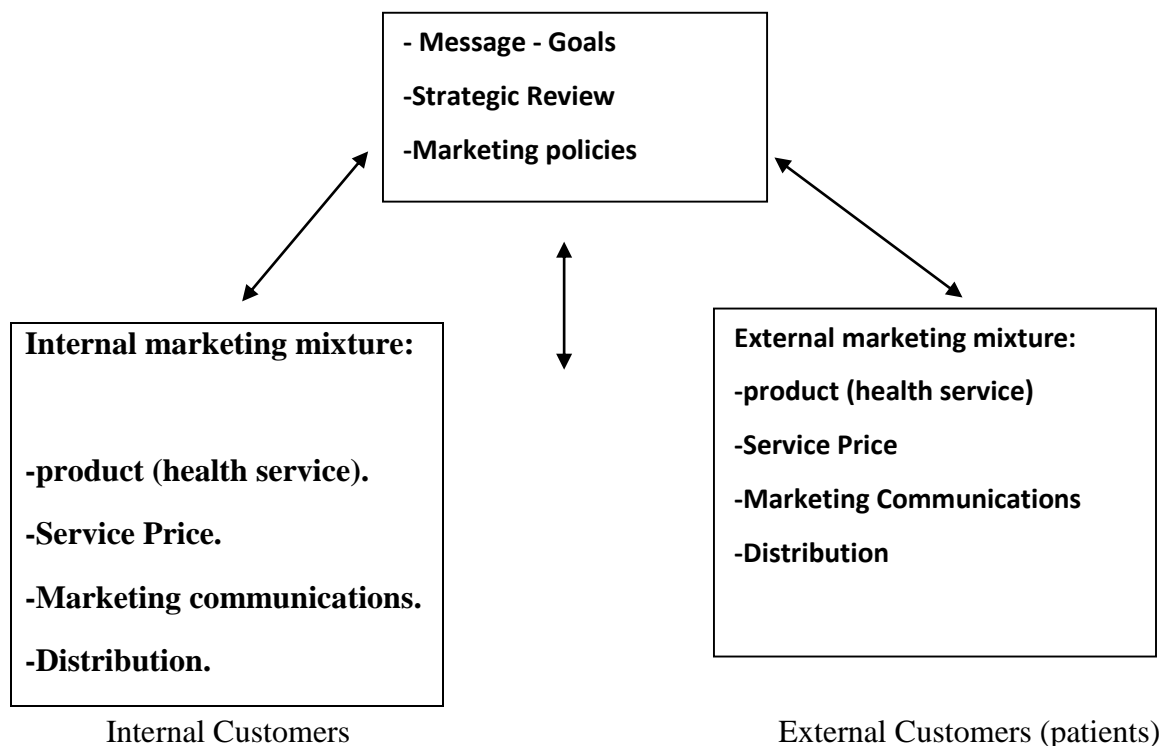 - Message - Goals
-Strategic Review
-Marketing policies
Internal marketing mixture:
-product (health service).
-Service Price.
-Marketing communications.
-Distribution.
Internal Customers
External marketing mixture:
-product (health service)
-Service Price
-Marketing Communications
-Distribution
External Customers (patients)